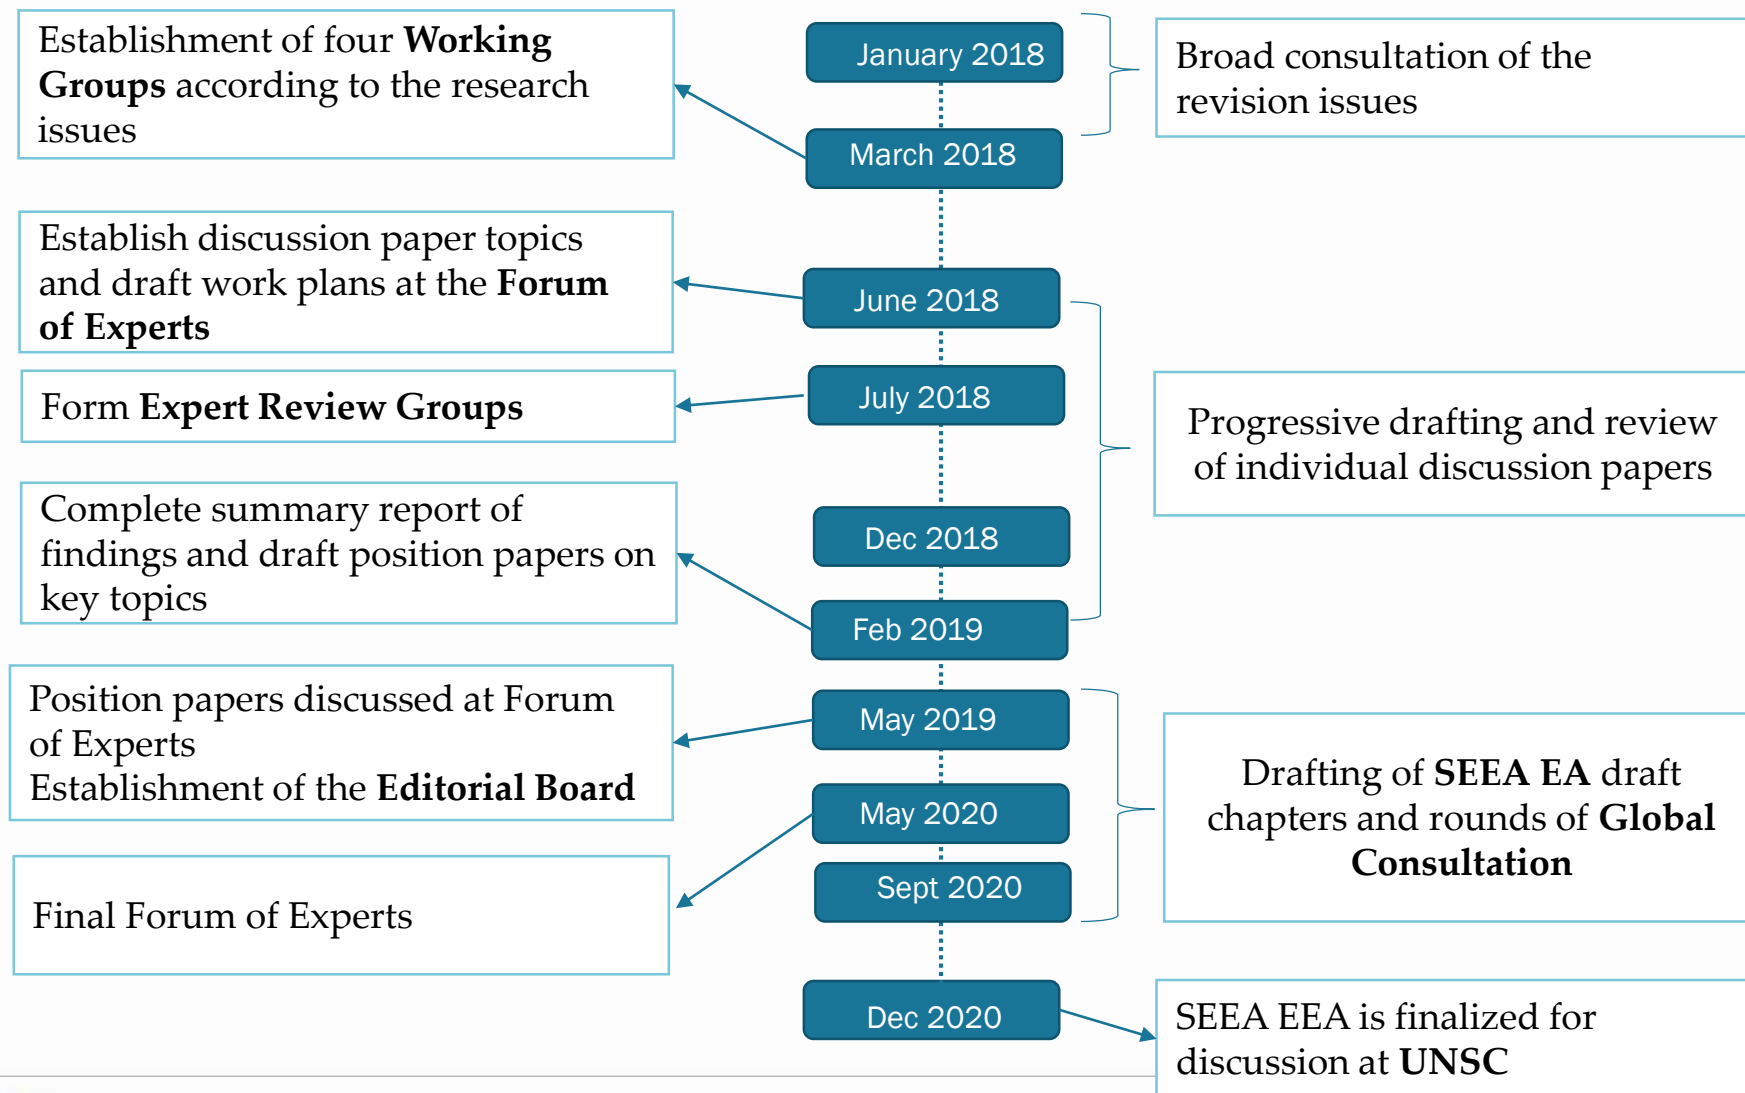 Establishment of four Working
Groups according to the research
issues
January 2018
Broad consultation of the
revision issues
March 2018
Establish discussion paper topics
and draft work plans at the Forum
of Experts
June 2018
Form Expert Review Groups
July 2018
Progressive drafting and review
of individual discussion papers
Complete summary report of
findings and draft position papers on
key topics
Dec 2018
Feb 2019
Position papers discussed at Forum
of Experts
Establishment of the Editorial Board
May 2019
Drafting of SEEA EA draft
chapters and rounds of Global
Consultation
May 2020
Sept 2020
Final Forum of Experts
Dec 2020
SEEA EEA is finalized for
discussion at UNSC